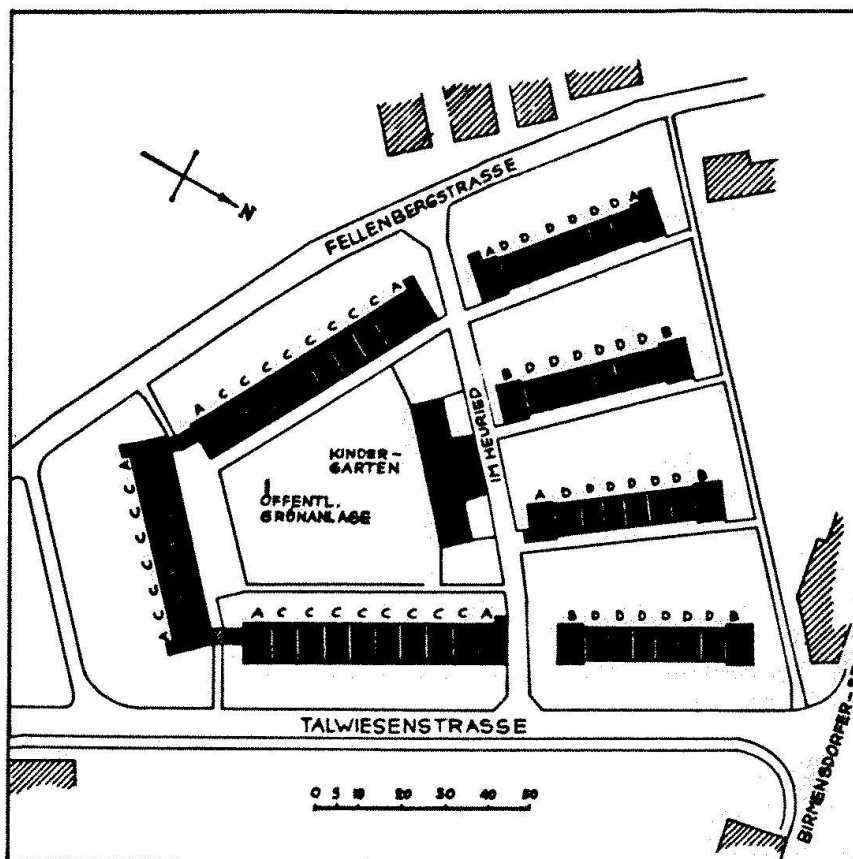 N
FELLENBERGSTRASSE
A D D D D D D A
A C C C C C C C C A
B D D D D D D B
IM HEURIED
KINDER-
GARTEN
ÖFFENTL.
GRÜNANLAGE
A C C C C C C A
A D D D D D D B
A C C C C C C C C A
B D D D D D D B
TALWIESENSTRASSE
BIRMENSDORFER-
0 5 10 20 30 40 50